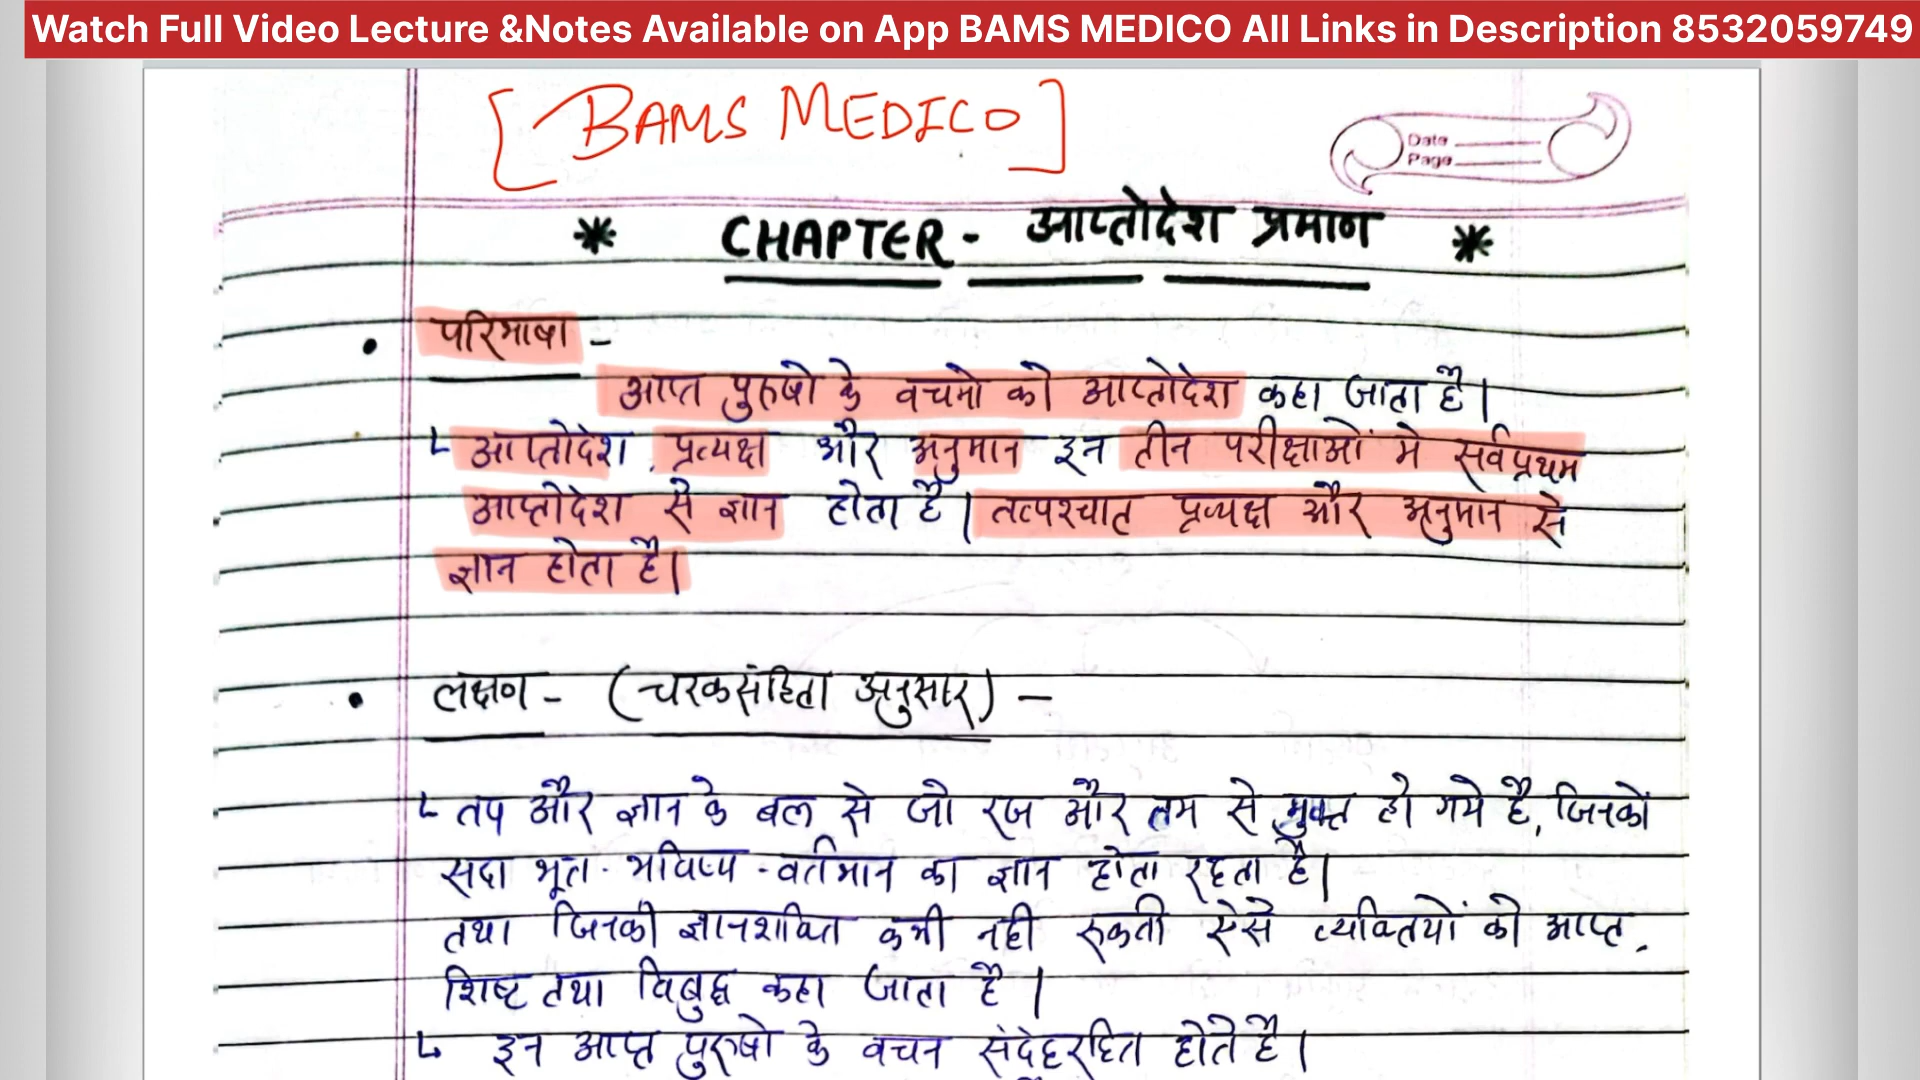 Watch Full Video Lecture &Notes Available on App BAMS MEDICO All Links in Description 8532059749
[BAMS MEDICO]
Date
Page
* CHAPTER - आप्तोदेश प्रमाण *
• परिभाषा -
आप्त पुरुषो के वचनो को आप्तोदेश कहा जाता है।
↳ आप्तोदेश, प्रत्यक्ष और अनुमान इन तीन परीक्षाओं मे सर्वप्रथम
आप्तोदेश से ज्ञान होता है। तत्पश्चात प्रत्यक्ष और अनुमान से
ज्ञान होता है।
• लक्षण - (चरकसंहिता अनुसार) -
↳ तप और ज्ञान के बल से जो रज और तम से मुक्त हो गये है, जिनको
सदा भूत - भविष्य - वर्तमान का ज्ञान होता रहता है।
तथा जिनकी ज्ञानशक्ति कभी नही रुकती ऐसे व्यक्तियों को आप्त,
शिष्ट तथा विबुद्ध कहा जाता है।
↳ इन आप्त पुरुषो के वचन संदेहरहित होते है।